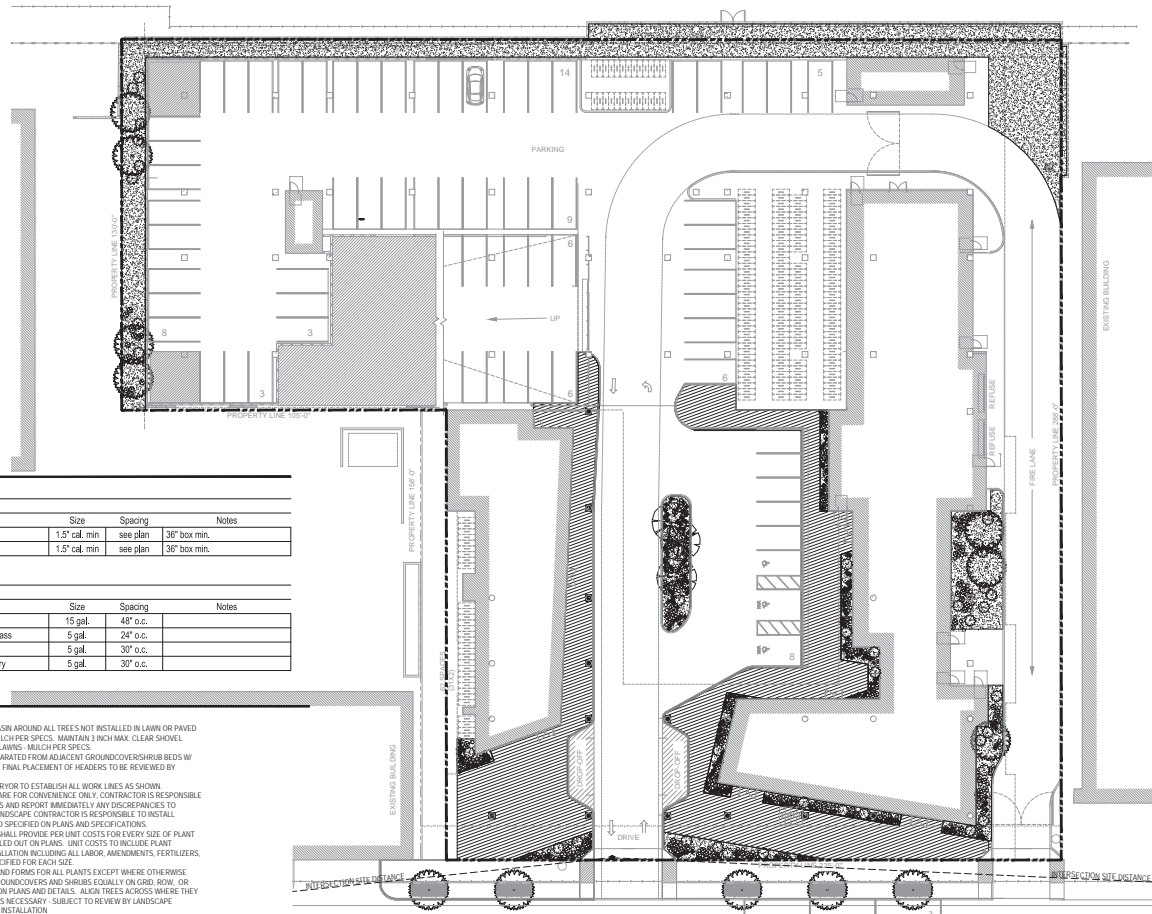 14
5
PARKING
PROPERTY LINE 130'-0"
9
6
UP
8
3
3
6
6
PROPERTY LINE 105'-0"
EXISTING BUILDING
REFUSE
REFUSE
FIRE LANE
PROPERTY LINE 158'-0"
8
DROP-OFF
DROP-OFF
DRIVE
EXISTING BUILDING
INTERSECTION SITE DISTANCE
INTERSECTION SITE DISTANCE
Size Spacing Notes
1.5" cal. min see plan 36" box min.
1.5" cal. min see plan 36" box min.
Size Spacing Notes
15 gal. 48" o.c.
ass 5 gal. 24" o.c.
5 gal. 30" o.c.
ry 5 gal. 30" o.c.
ASIN AROUND ALL TREES NOT INSTALLED IN LAWN OR PAVED
LCH PER SPECS. MAINTAIN 3 INCH MAX. CLEAR SHOVEL
LAWNS - MULCH PER SPECS.
ARATED FROM ADJACENT GROUNDCOVER/SHRUB BEDS W/
FINAL PLACEMENT OF HEADERS TO BE REVIEWED BY
RYOR TO ESTABLISH ALL WORK LINES AS SHOWN.
ARE FOR CONVENIENCE ONLY, CONTRACTOR IS RESPONSIBLE
S AND REPORT IMMEDIATELY ANY DISCREPANCIES TO
NDSCAPE CONTRACTOR IS RESPONSIBLE TO INSTALL
D SPECIFIED ON PLANS AND SPECIFICATIONS.
SHALL PROVIDE PER UNIT COSTS FOR EVERY SIZE OF PLANT
LED OUT ON PLANS. UNIT COSTS TO INCLUDE PLANT
ALLATION INCLUDING ALL LABOR, AMENDMENTS, FERTILIZERS,
CIFIED FOR EACH SIZE.
ND FORMS FOR ALL PLANTS EXCEPT WHERE OTHERWISE
OUNDCOVERS AND SHRUBS EQUALLY ON GRID, ROW, OR
ON PLANS AND DETAILS. ALIGN TREES ACROSS WHERE THEY
S NECESSARY - SUBJECT TO REVIEW BY LANDSCAPE
INSTALLATION